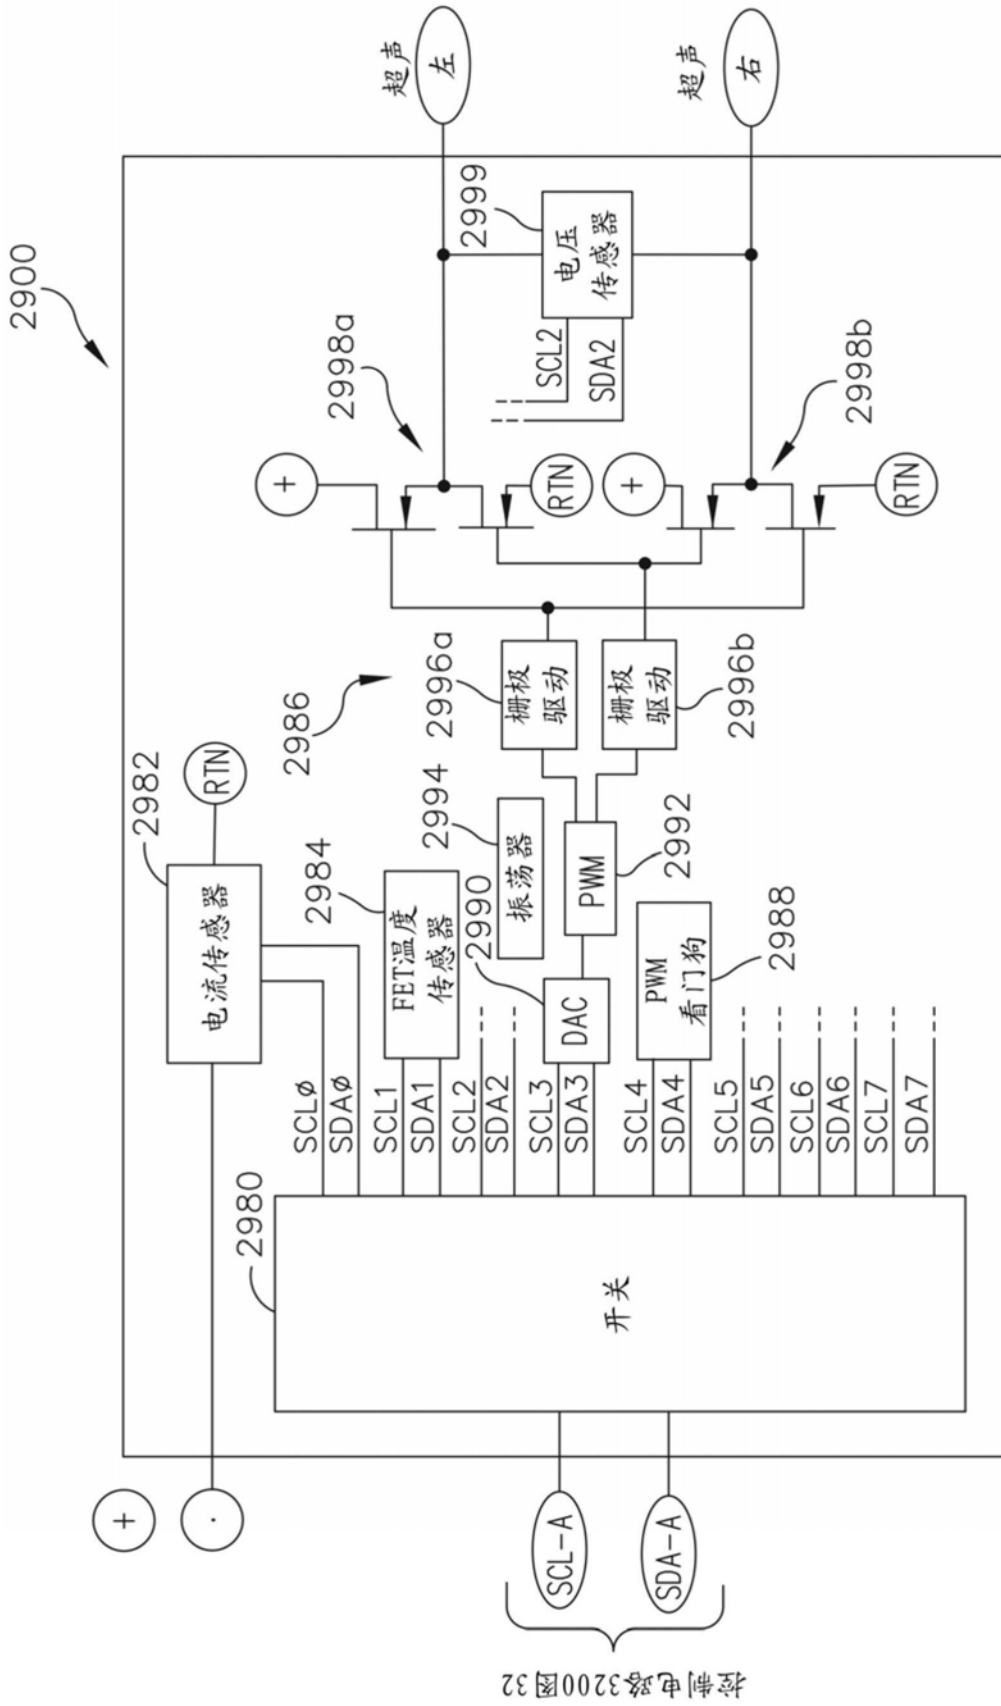 2900
超声
左
超声
右
2999
电压
传感器
SCL2
SDA2
2998a
2998b
+
RTN
+
RTN
2986
2996a
栅极
驱动
栅极
驱动
2996b
2982
RTN
电流传感器
2984
FET温度
传感器
2994
振荡器
2990
PWM
2992
DAC
PWM
看门狗
2988
SCLø
SDAø
SCL1
SDA1
SCL2
SDA2
SCL3
SDA3
SCL4
SDA4
SCL5
SDA5
SCL6
SDA6
SCL7
SDA7
2980
开关
+
·
SCL-A
SDA-A
控制电路3200图32